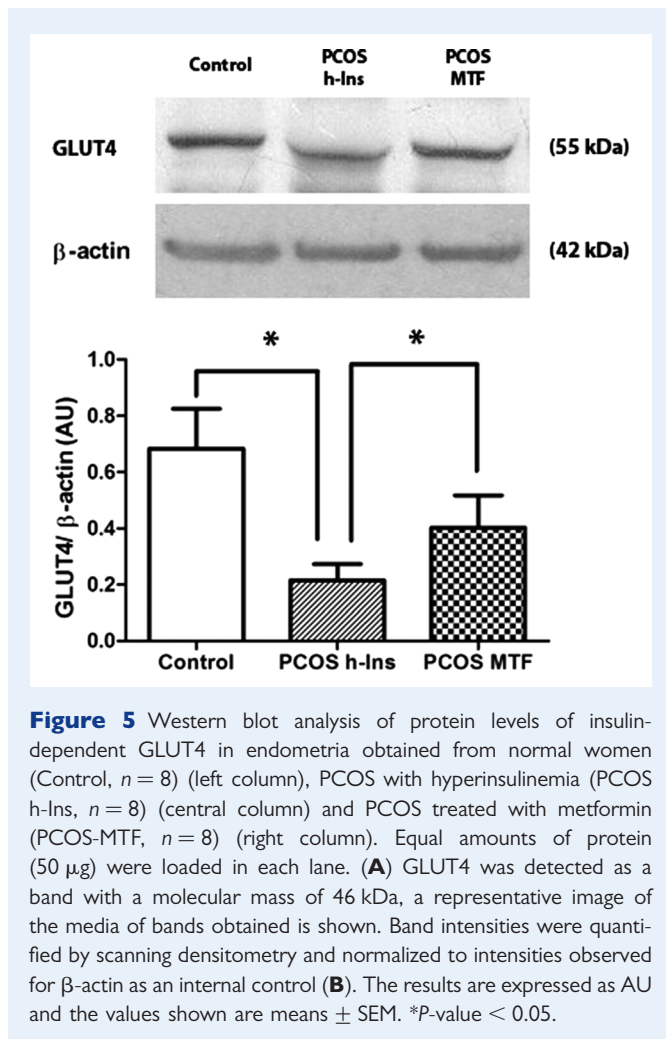 Control
PCOS
h-Ins
PCOS
MTF
GLUT4
(55 kDa)
β-actin
(42 kDa)
*
*
GLUT4/ β-actin (AU)
1.0
0.8
0.6
0.4
0.2
0.0
Control
PCOS h-Ins
PCOS MTF
Figure 5 Western blot analysis of protein levels of insulin-
dependent GLUT4 in endometria obtained from normal women
(Control, n = 8) (left column), PCOS with hyperinsulinemia (PCOS
h-Ins, n = 8) (central column) and PCOS treated with metformin
(PCOS-MTF, n = 8) (right column). Equal amounts of protein
(50 μg) were loaded in each lane. (A) GLUT4 was detected as a
band with a molecular mass of 46 kDa, a representative image of
the media of bands obtained is shown. Band intensities were quanti-
fied by scanning densitometry and normalized to intensities observed
for β-actin as an internal control (B). The results are expressed as AU
and the values shown are means ± SEM. *P-value < 0.05.